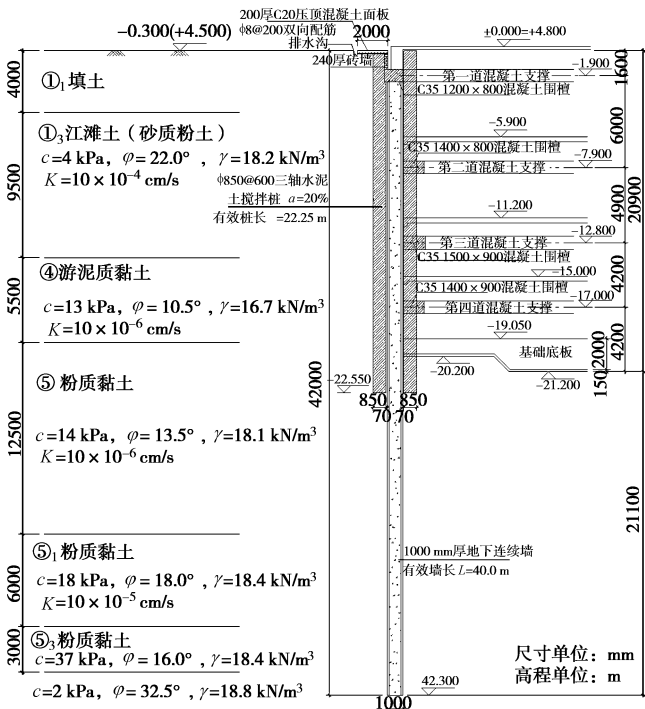 200厚C20压顶混凝土面板
ϕ8@200双向配筋
排水沟
2000
240厚砖墙
-0.300(+4.500)
±0.000=+4.800
4000
①₁填土
①₃江滩土（砂质粉土）
c=4 kPa，φ=22.0°，γ=18.2 kN/m³
K=10×10⁻⁴ cm/s
9500
ϕ850@600三轴水泥
土搅拌桩 a=20%
有效桩长 =22.25 m
④游泥质黏土
c=13 kPa，φ=10.5°，γ=16.7 kN/m³
K=10×10⁻⁶ cm/s
5500
⑤ 粉质黏土
c=14 kPa，φ=13.5°，γ=18.1 kN/m³
K=10×10⁻⁶ cm/s
12500
⑤₁粉质黏土
c=18 kPa，φ=18.0°，γ=18.4 kN/m³
K=10×10⁻⁵ cm/s
6000
⑤₃粉质黏土
c=37 kPa，φ=16.0°，γ=18.4 kN/m³
3000
c=2 kPa，φ=32.5°，γ=18.8 kN/m³
42000
-22.550
850
850
70
70
1000
-1.900
第一道混凝土支撑
C35 1200×800混凝土围檀
-5.900
C35 1400×800混凝土围檀
-7.900
第二道混凝土支撑
-11.200
-12.800
第三道混凝土支撑
C35 1500×900混凝土围檀
-15.000
C35 1400×900混凝土围檀
-17.000
第四道混凝土支撑
-19.050
基础底板
-20.200
-21.200
1600
6000
4900
4200
4200
2000
150
20900
21100
1000 mm厚地下连续墙
有效墙长 L=40.0 m
42.300
尺寸单位：mm
高程单位：m